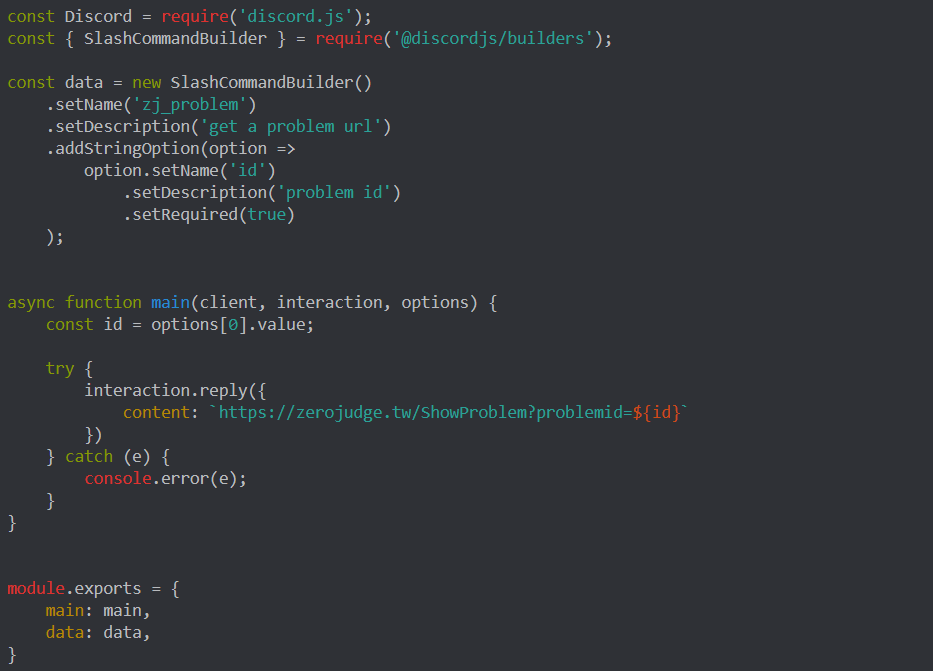 const Discord = require('discord.js');
const { SlashCommandBuilder } = require('@discordjs/builders');

const data = new SlashCommandBuilder()
    .setName('zj_problem')
    .setDescription('get a problem url')
    .addStringOption(option =>
        option.setName('id')
            .setDescription('problem id')
            .setRequired(true)
    );


async function main(client, interaction, options) {
    const id = options[0].value;

    try {
        interaction.reply({
            content: `https://zerojudge.tw/ShowProblem?problemid=${id}`
        })
    } catch (e) {
        console.error(e);
    }
}


module.exports = {
    main: main,
    data: data,
}